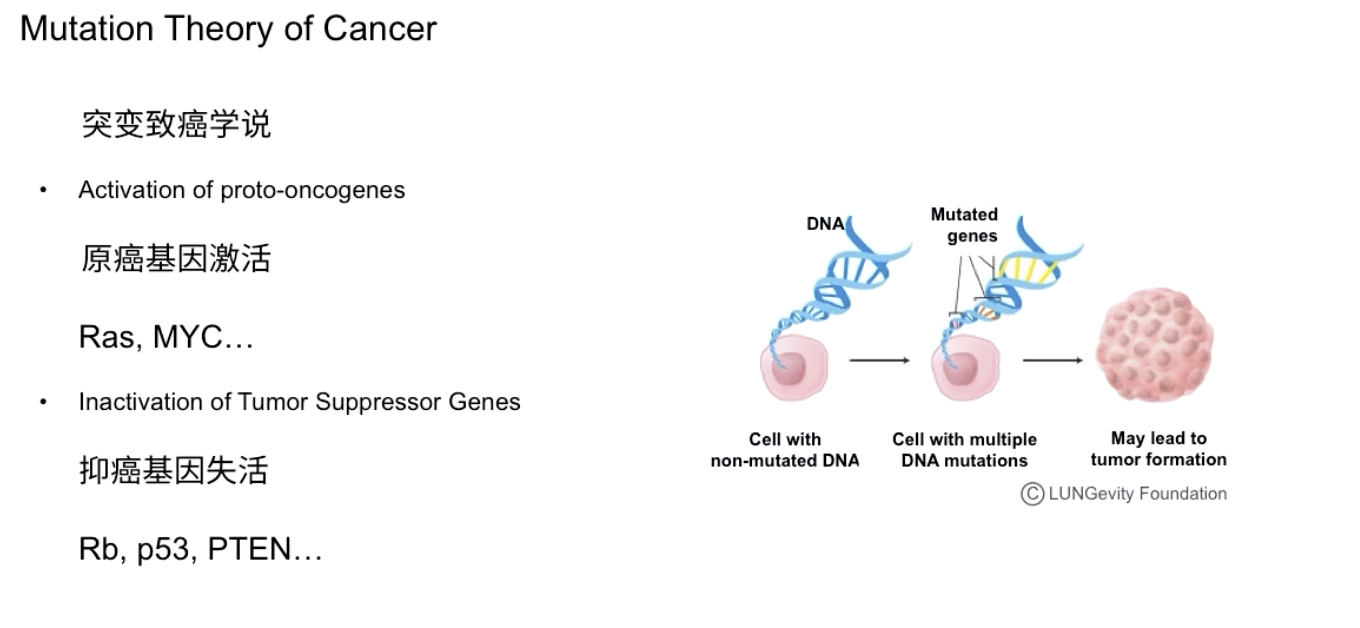 Mutation Theory of Cancer
突变致癌学说
• Activation of proto-oncogenes
原癌基因激活
Ras, MYC…
• Inactivation of Tumor Suppressor Genes
抑癌基因失活
Rb, p53, PTEN…
DNA
Mutated
genes
Cell with
non-mutated DNA
Cell with multiple
DNA mutations
May lead to
tumor formation
© LUNGevity Foundation